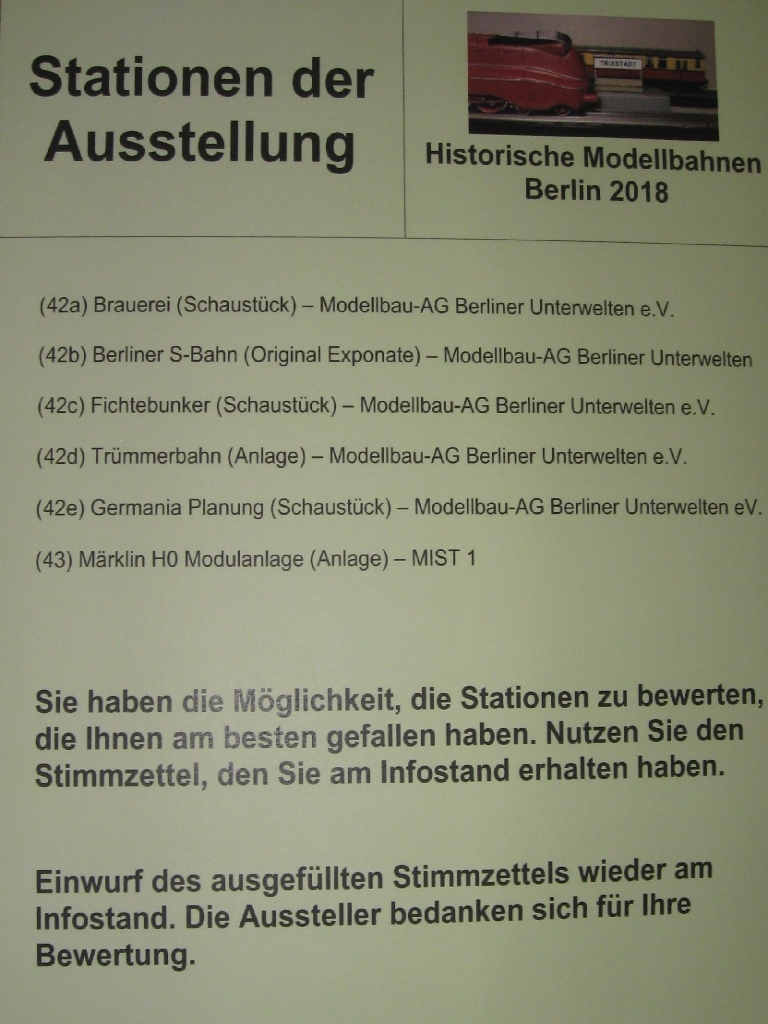 Stationen der
Ausstellung
TRIXSTADT
Historische Modellbahnen
Berlin 2018
(42a) Brauerei (Schaustück) – Modellbau-AG Berliner Unterwelten e.V.
(42b) Berliner S-Bahn (Original Exponate) – Modellbau-AG Berliner Unterwelten
(42c) Fichtebunker (Schaustück) – Modellbau-AG Berliner Unterwelten e.V.
(42d) Trümmerbahn (Anlage) – Modellbau-AG Berliner Unterwelten e.V.
(42e) Germania Planung (Schaustück) – Modellbau-AG Berliner Unterwelten eV.
(43) Märklin H0 Modulanlage (Anlage) – MIST 1
Sie haben die Möglichkeit, die Stationen zu bewerten,
die Ihnen am besten gefallen haben. Nutzen Sie den
Stimmzettel, den Sie am Infostand erhalten haben.
Einwurf des ausgefüllten Stimmzettels wieder am
Infostand. Die Aussteller bedanken sich für Ihre
Bewertung.